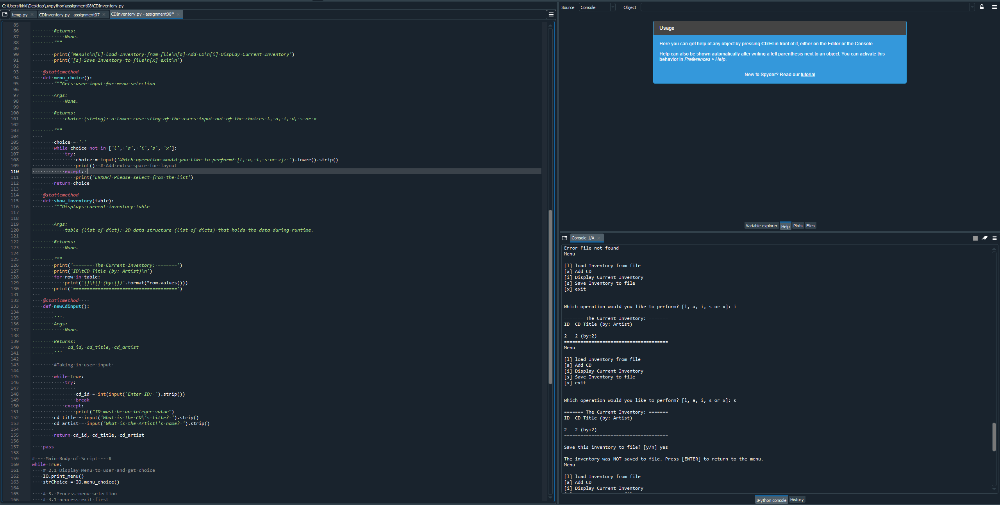 C:\Users\kirkl\Desktop\uwpython\assignment08\CDInventory.py
temp.py
CDInventory.py - assignment07
CDInventory.py - assignment08*
85
86 Returns:
87 None.
88 """
89
90 print('Menu\n\n[l] load Inventory from file\n[a] Add CD\n[i] Display Current Inventory')
91 print('[s] Save Inventory to file\n[x] exit\n')
92
93 @staticmethod
94 def menu_choice():
95 """Gets user input for menu selection
96
97 Args:
98 None.
99
100 Returns:
101 choice (string): a lower case sting of the users input out of the choices l, a, i, d, s or x
102
103 """
104
105 choice = ' '
106 while choice not in ['l', 'a', 'i','s', 'x']:
107 try:
108 choice = input('Which operation would you like to perform? [l, a, i, s or x]: ').lower().strip()
109 print() # Add extra space for layout
110 except:
111 print('ERROR! Please select from the list')
112 return choice
113
114 @staticmethod
115 def show_inventory(table):
116 """Displays current inventory table
117
118
119 Args:
120 table (list of dict): 2D data structure (list of dicts) that holds the data during runtime.
121
122 Returns:
123 None.
124
125 """
126 print('======= The Current Inventory: =======')
127 print('ID\tCD Title (by: Artist)\n')
128 for row in table:
129 print('{}\t{} (by:{})'.format(*row.values()))
130 print('======================================')
131
132 @staticmethod
133 def newCdinput():
134
135 '''
136 Args:
137 None.
138
139 Returns:
140 cd_id, cd_title, cd_artist
141 '''
142
143 #Taking in user input
144
145 while True:
146 try:
147
148 cd_id = int(input('Enter ID: ').strip())
149 break
150 except:
151 print("ID must be an integer value")
152 cd_title = input('What is the CD\'s title? ').strip()
153 cd_artist = input('What is the Artist\'s name? ').strip()
154
155 return cd_id, cd_title, cd_artist
156
157 pass
158
159 # -- Main Body of Script -- #
160 while True:
161 # 2.1 Display Menu to user and get choice
162 IO.print_menu()
163 strChoice = IO.menu_choice()
164
165 # 3. Process menu selection
166 # 3.1 process exit first
Source Console Object
Usage
Here you can get help of any object by pressing Ctrl+I in front of it, either on the Editor or the Console.
Help can also be shown automatically after writing a left parenthesis next to an object. You can activate this
behavior in Preferences > Help.
New to Spyder? Read our tutorial
Variable explorer Help Plots Files
Console 1/A
Error File not found
Menu
[l] load Inventory from file
[a] Add CD
[i] Display Current Inventory
[s] Save Inventory to file
[x] exit
Which operation would you like to perform? [l, a, i, s or x]: i
======= The Current Inventory: =======
ID CD Title (by: Artist)
2 2 (by:2)
======================================
Menu
[l] load Inventory from file
[a] Add CD
[i] Display Current Inventory
[s] Save Inventory to file
[x] exit
Which operation would you like to perform? [l, a, i, s or x]: s
======= The Current Inventory: =======
ID CD Title (by: Artist)
2 2 (by:2)
======================================
Save this inventory to file? [y/n] yes
The inventory was NOT saved to file. Press [ENTER] to return to the menu.
Menu
[l] load Inventory from file
[a] Add CD
[i] Display Current Inventory
IPython console History